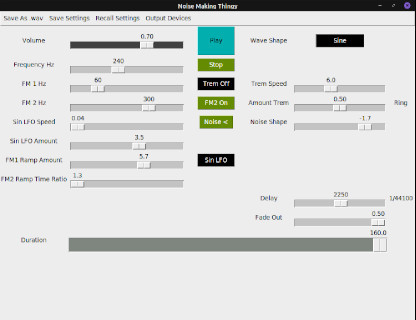 Noise Making Thingy
Save As .wav Save Settings Recall Settings Output Devices
Volume 0.70 Play Wave Shape Sine
Frequency Hz 240 Stop
FM 1 Hz 60 Trem Off Trem Speed 6.0
FM 2 Hz 300 FM2 On Amount Trem 0.50 Ring
Sin LFO Speed 0.04 Noise < Noise Shape -1.7
Sin LFO Amount 3.5
FM1 Ramp Amount 5.7 Sin LFO
FM2 Ramp Time Ratio 1.3
Delay 2250 1/44100
Fade Out 0.50
Duration 160.0